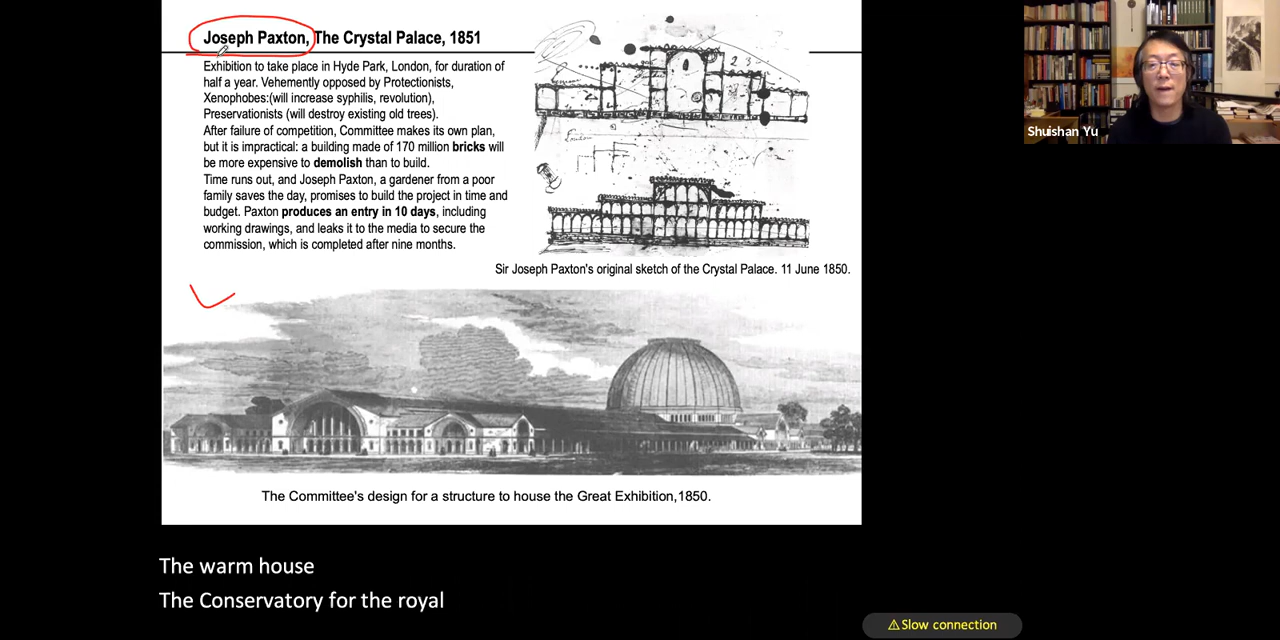 Joseph Paxton, The Crystal Palace, 1851
Exhibition to take place in Hyde Park, London, for duration of
half a year. Vehemently opposed by Protectionists,
Xenophobes:(will increase syphilis, revolution),
Preservationists (will destroy existing old trees).
After failure of competition, Committee makes its own plan,
but it is impractical: a building made of 170 million bricks will
be more expensive to demolish than to build.
Time runs out, and Joseph Paxton, a gardener from a poor
family saves the day, promises to build the project in time and
budget. Paxton produces an entry in 10 days, including
working drawings, and leaks it to the media to secure the
commission, which is completed after nine months.
Sir Joseph Paxton's original sketch of the Crystal Palace. 11 June 1850.
The Committee's design for a structure to house the Great Exhibition,1850.
The warm house
The Conservatory for the royal
Shuishan Yu
Slow connection